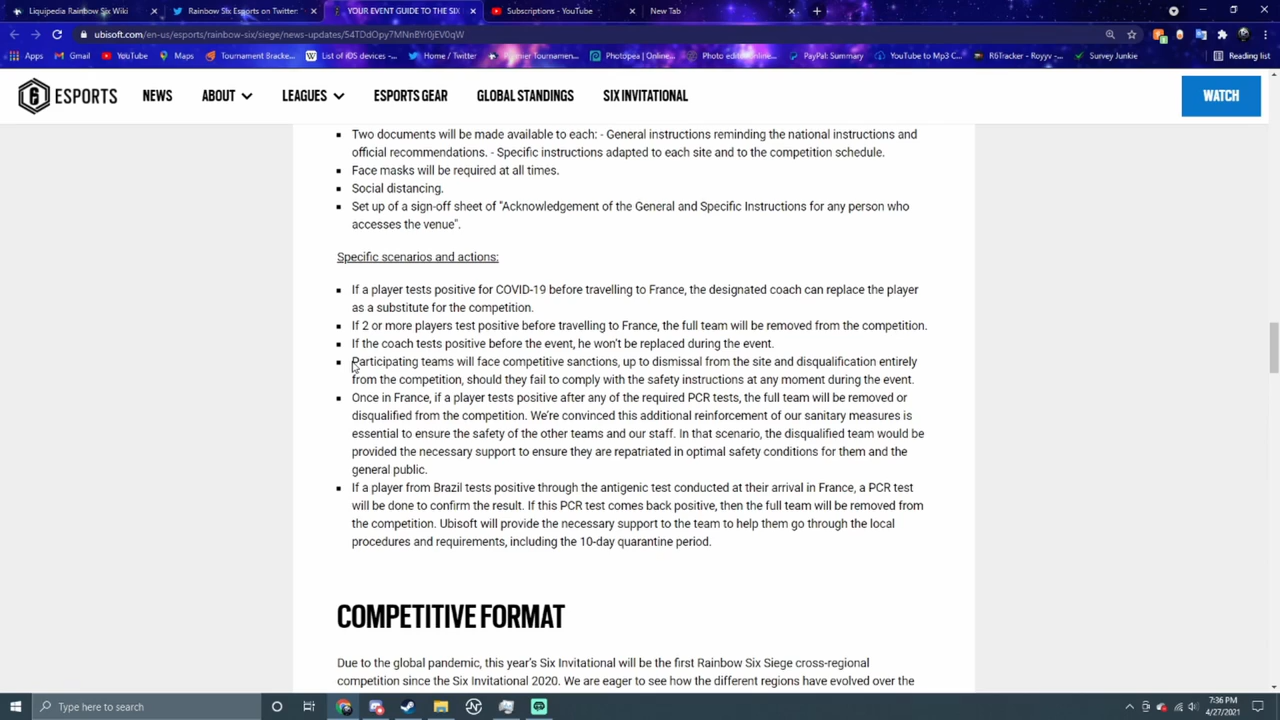 Liquipedia Rainbow Six Wiki
Rainbow Six Esports on Twitter: "
YOUR EVENT GUIDE TO THE SIX
Subscriptions - YouTube
New Tab
ubisoft.com/en-us/esports/rainbow-six/siege/news-updates/54TDdOpy7MNnBYr0jEV0qW
Apps
Gmail
YouTube
Maps
Tournament Bracke...
List of iOS devices -...
Home / Twitter
Tournamen...
Photopea | Online...
Photo edit
PayPal: Summary
YouTube to Mp3 C...
R6Tracker - Royyv -...
Survey Junkie
Reading list
ESPORTS
NEWS
ABOUT
LEAGUES
ESPORTS GEAR
GLOBAL STANDINGS
SIX INVITATIONAL
WATCH
Two documents will be made available to each: - General instructions reminding the national instructions and
official recommendations. - Specific instructions adapted to each site and to the competition schedule.
Face masks will be required at all times.
Social distancing.
Set up of a sign-off sheet of "Acknowledgement of the General and Specific Instructions for any person who
accesses the venue".
Specific scenarios and actions:
If a player tests positive for COVID-19 before travelling to France, the designated coach can replace the player
as a substitute for the competition.
If 2 or more players test positive before travelling to France, the full team will be removed from the competition.
If the coach tests positive before the event, he won't be replaced during the event.
Participating teams will face competitive sanctions, up to dismissal from the site and disqualification entirely
from the competition, should they fail to comply with the safety instructions at any moment during the event.
Once in France, if a player tests positive after any of the required PCR tests, the full team will be removed or
disqualified from the competition. We're convinced this additional reinforcement of our sanitary measures is
essential to ensure the safety of the other teams and our staff. In that scenario, the disqualified team would be
provided the necessary support to ensure they are repatriated in optimal safety conditions for them and the
general public.
If a player from Brazil tests positive through the antigenic test conducted at their arrival in France, a PCR test
will be done to confirm the result. If this PCR test comes back positive, then the full team will be removed from
the competition. Ubisoft will provide the necessary support to the team to help them go through the local
procedures and requirements, including the 10-day quarantine period.
COMPETITIVE FORMAT
Due to the global pandemic, this year's Six Invitational will be the first Rainbow Six Siege cross-regional
competition since the Six Invitational 2020. We are eager to see how the different regions have evolved over the
Type here to search
7:36 PM
4/27/2021